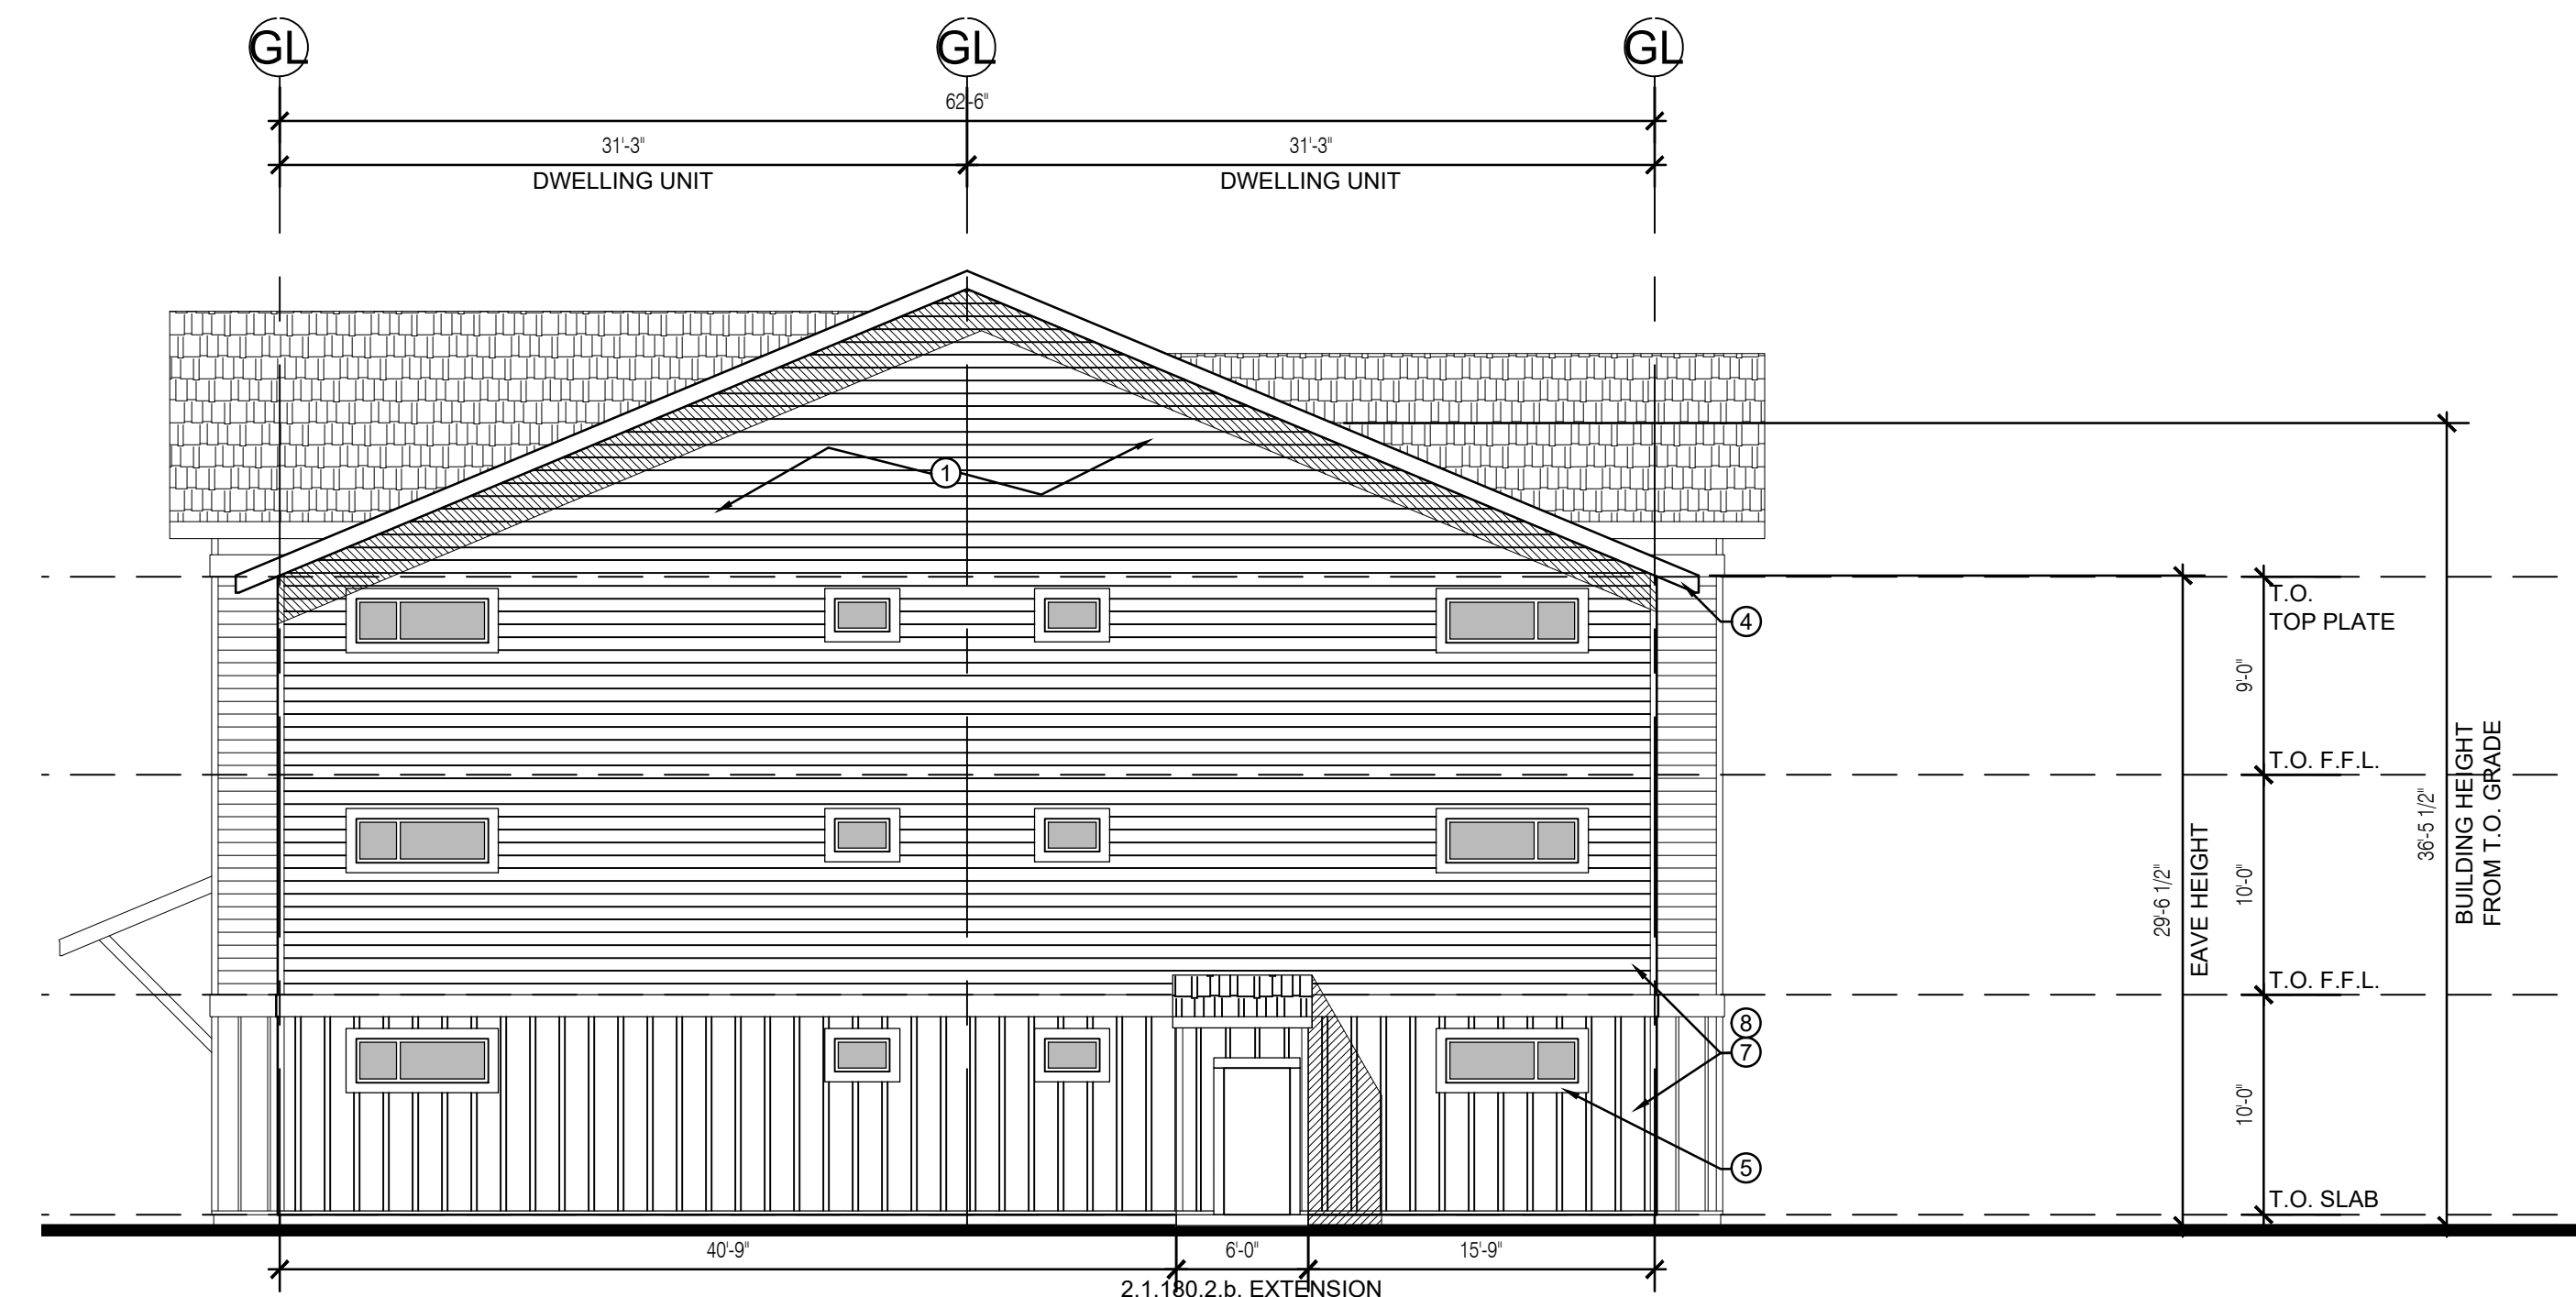 GL GL GL
62'-6"
31'-3" 31'-3"
DWELLING UNIT DWELLING UNIT
1
4
T.O.
TOP PLATE
9'-0"
T.O. F.F.L.
10'-0"
T.O. F.F.L.
10'-0"
T.O. SLAB
29'-6 1/2"
EAVE HEIGHT
36'-5 1/2"
BUILDING HEIGHT
FROM T.O. GRADE
8
7
5
40'-9" 6'-0" 15'-9"
2.1.180.2.b. EXTENSION